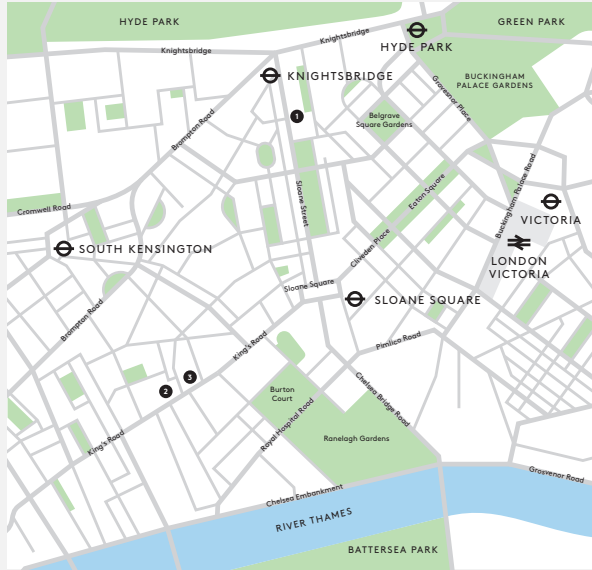 HYDE PARK
GREEN PARK
Knightsbridge
Knightsbridge
HYDE PARK
KNIGHTSBRIDGE
BUCKINGHAM
PALACE GARDENS
Grovesnor Place
1
Belgrave
Square Gardens
Brompton Road
Sloane Street
Eaton Square
Buckingham Palace Road
Cromwell Road
VICTORIA
SOUTH KENSINGTON
Cliveden Place
LONDON
VICTORIA
Sloane Square
SLOANE SQUARE
Brompton Road
King's Road
Pimlico Road
3
2
Burton
Court
Chelsea Bridge Road
Royal Hospital Road
King's Road
Ranelagh Gardens
Grosvenor Road
Chelsea Embankment
RIVER THAMES
BATTERSEA PARK